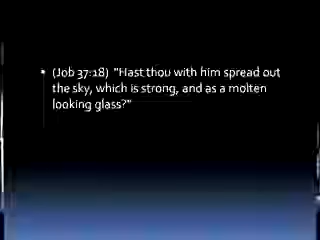 (Job 37:18) "Hast thou with him spread out
the sky, which is strong, and as a molten
looking glass?"